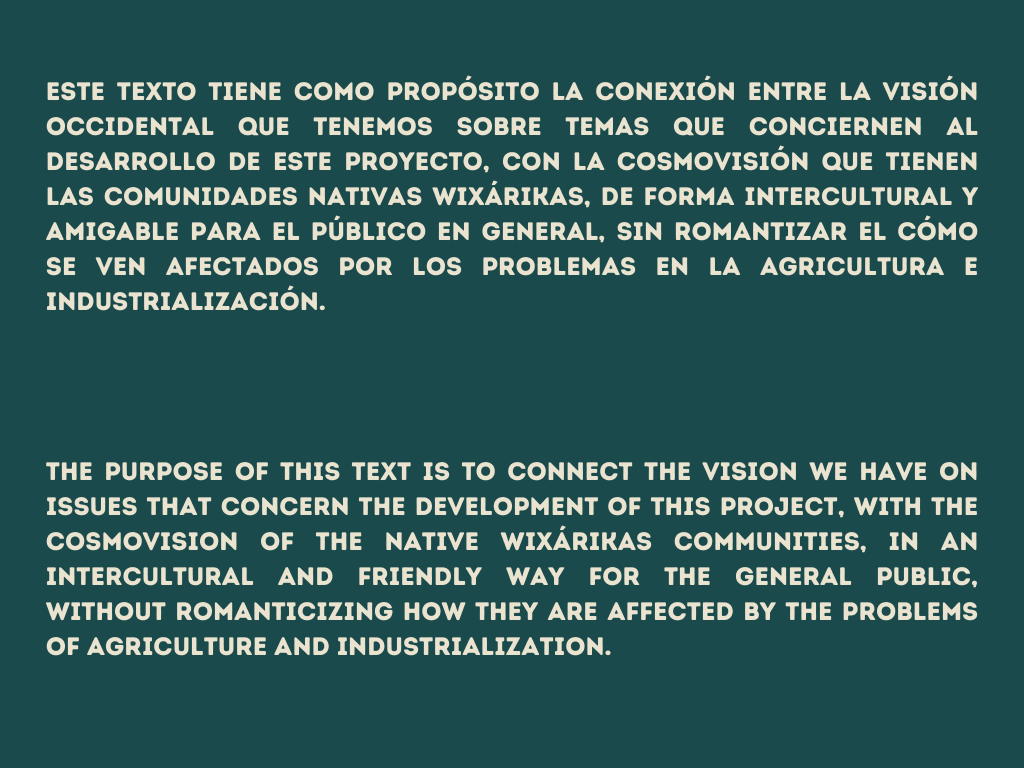 ESTE TEXTO TIENE COMO PROPÓSITO LA CONEXIÓN ENTRE LA VISIÓN
OCCIDENTAL QUE TENEMOS SOBRE TEMAS QUE CONCIERNEN AL
DESARROLLO DE ESTE PROYECTO, CON LA COSMOVISIÓN QUE TIENEN
LAS COMUNIDADES NATIVAS WIXÁRIKAS, DE FORMA INTERCULTURAL Y
AMIGABLE PARA EL PÚBLICO EN GENERAL, SIN ROMANTIZAR EL CÓMO
SE VEN AFECTADOS POR LOS PROBLEMAS EN LA AGRICULTURA E
INDUSTRIALIZACIÓN.
THE PURPOSE OF THIS TEXT IS TO CONNECT THE VISION WE HAVE ON
ISSUES THAT CONCERN THE DEVELOPMENT OF THIS PROJECT, WITH THE
COSMOVISION OF THE NATIVE WIXÁRIKAS COMMUNITIES, IN AN
INTERCULTURAL AND FRIENDLY WAY FOR THE GENERAL PUBLIC,
WITHOUT ROMANTICIZING HOW THEY ARE AFFECTED BY THE PROBLEMS
OF AGRICULTURE AND INDUSTRIALIZATION.